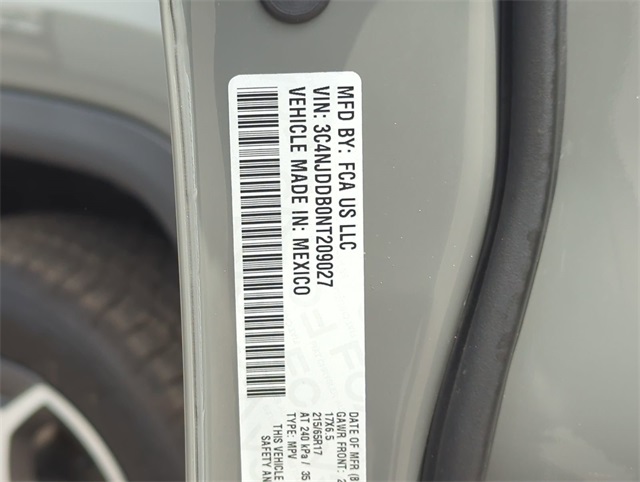 MFD BY: FCA US LLC
VIN: 3C4NJDDB0NT209027
VEHICLE MADE IN: MEXICO
DATE OF MFR
GAWR FRONT:
17X6.5
215/65R17
AT 240 kPa / 35
TYPE: MPV
THIS VEHICLE
SAFETY